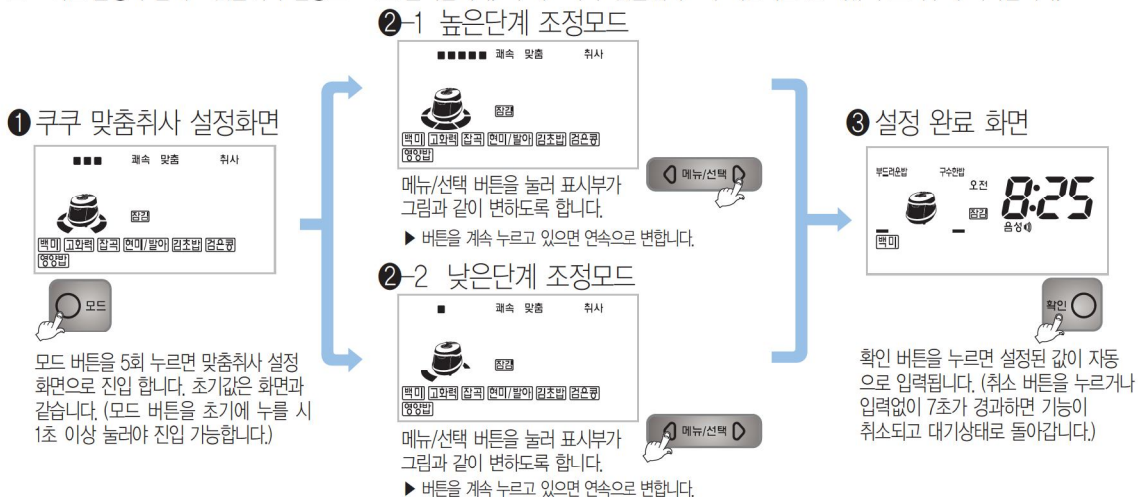 ❶ 쿠쿠 맞춤취사 설정화면
■■■ 쾌속 맞춤 취사
잠김
백미 고화력 잡곡 현미/발아 김초밥 검은콩
영양밥
모드
모드 버튼을 5회 누르면 맞춤취사 설정
화면으로 진입 합니다. 초기값은 화면과
같습니다. (모드 버튼을 초기에 누를 시
1초 이상 눌러야 진입 가능합니다.)
❷-1 높은단계 조정모드
■■■■■ 쾌속 맞춤 취사
잠김
백미 고화력 잡곡 현미/발아 김초밥 검은콩
영양밥
메뉴/선택
메뉴/선택 버튼을 눌러 표시부가
그림과 같이 변하도록 합니다.
▶ 버튼을 계속 누르고 있으면 연속으로 변합니다.
❷-2 낮은단계 조정모드
■ 쾌속 맞춤 취사
잠김
백미 고화력 잡곡 현미/발아 김초밥 검은콩
영양밥
메뉴/선택
메뉴/선택 버튼을 눌러 표시부가
그림과 같이 변하도록 합니다.
▶ 버튼을 계속 누르고 있으면 연속으로 변합니다.
❸ 설정 완료 화면
부드러운밥 구수한밥
오전 8:25
잠김
음성
백미
확인
확인 버튼을 누르면 설정된 값이 자동
으로 입력됩니다. (취소 버튼을 누르거나
입력없이 7초가 경과하면 기능이
취소되고 대기상태로 돌아갑니다.)